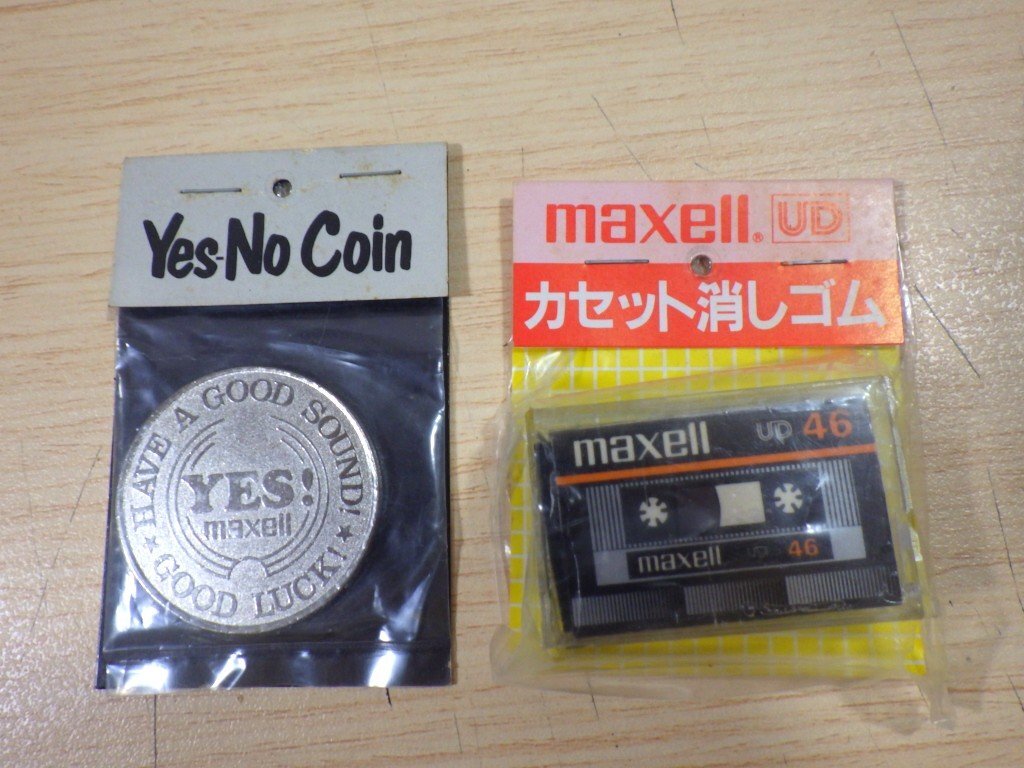 Yes-No Coin
HAVE A GOOD SOUND!
YES!
maxell
★ GOOD LUCK! ★
maxell® UD
カセット消しゴム
maxell UD 46
maxell UD 46